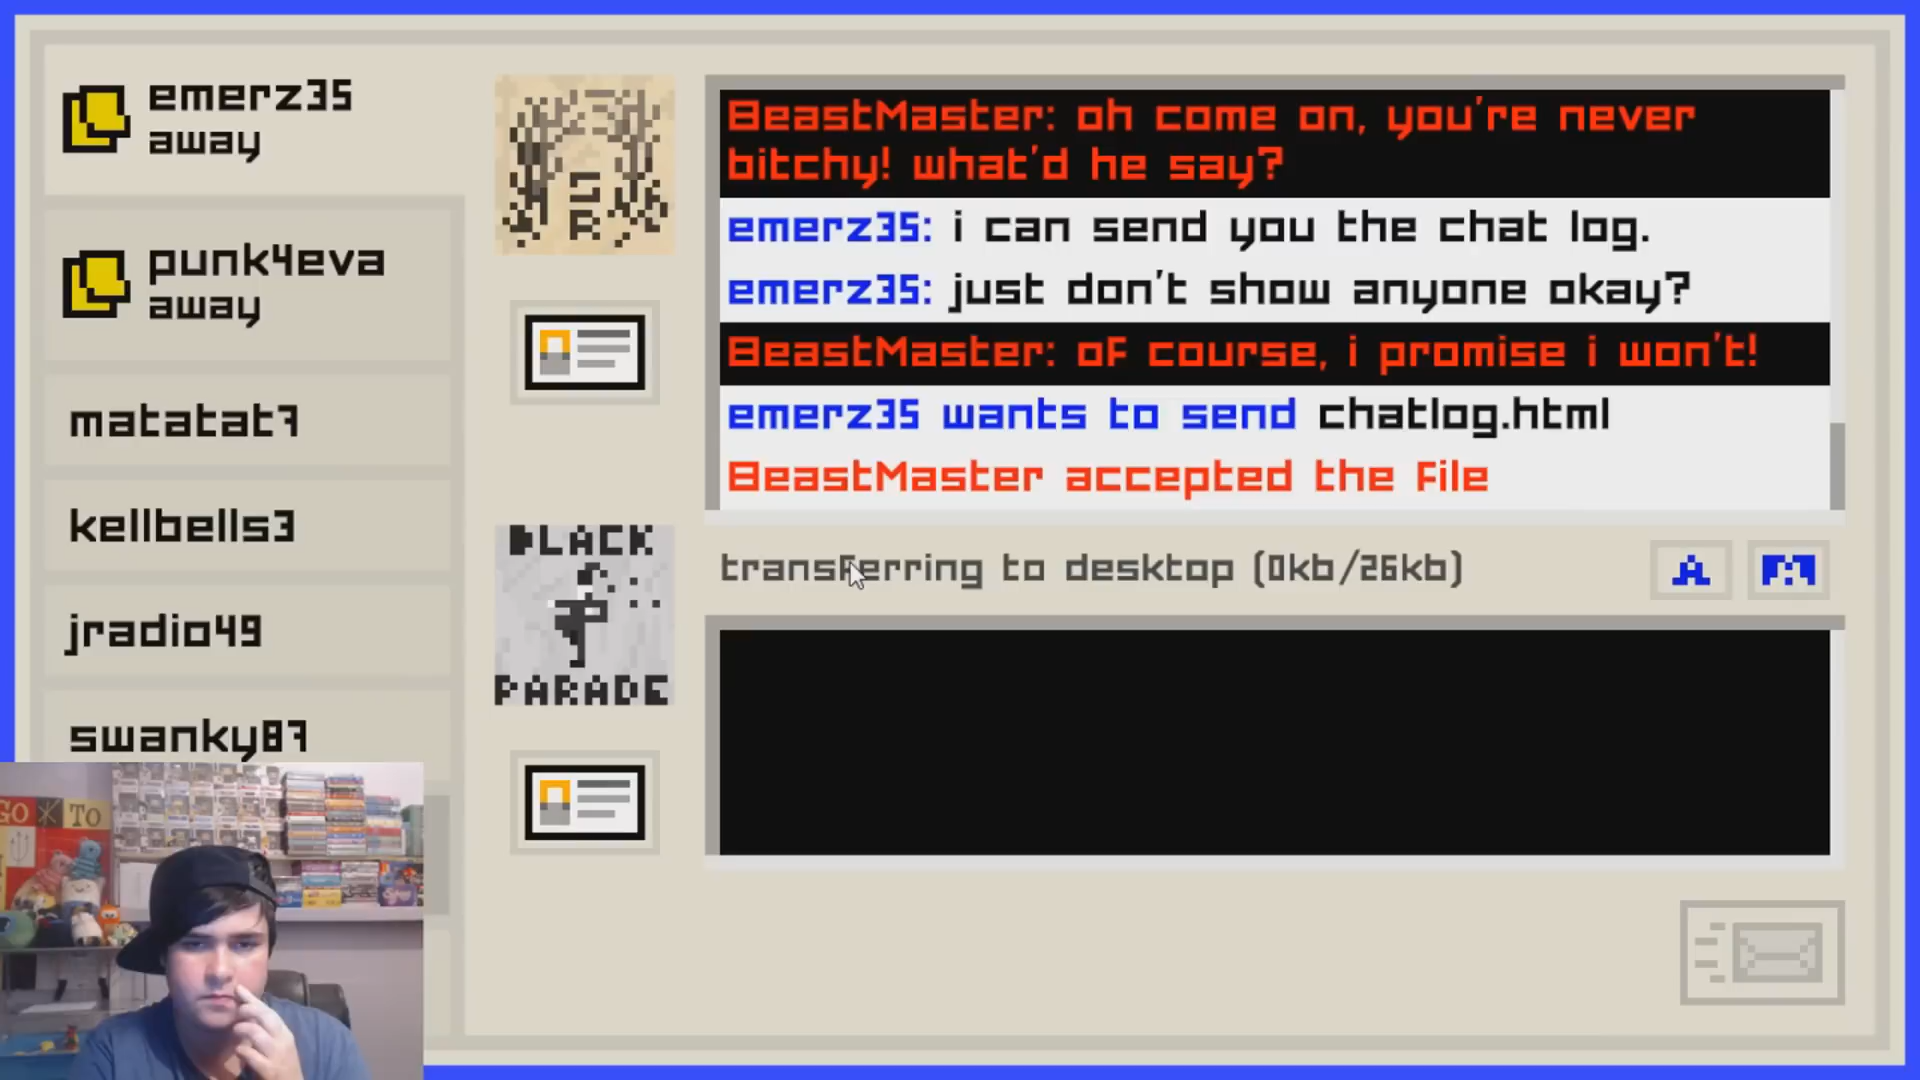 emerz35
away
punk4eva
away
matatat7
kellbells3
jradio49
swanky87
S
R
BLACK
PARADE
BeastMaster: oh come on, you're never
bitchy! what'd he say?
emerz35: i can send you the chat log.
emerz35: just don't show anyone okay?
BeastMaster: of course, i promise i won't!
emerz35 wants to send chatlog.html
BeastMaster accepted the file
transferring to desktop (0kb/26kb)
A
GO TO